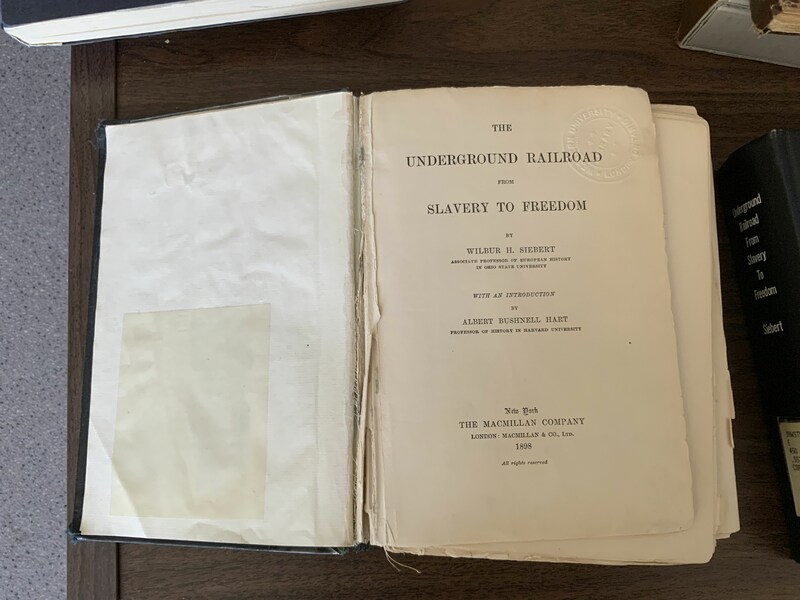 THE
UNDERGROUND RAILROAD
FROM
SLAVERY TO FREEDOM
BY
WILBUR H. SIEBERT
ASSOCIATE PROFESSOR OF EUROPEAN HISTORY
IN OHIO STATE UNIVERSITY
WITH AN INTRODUCTION
BY
ALBERT BUSHNELL HART
PROFESSOR OF HISTORY IN HARVARD UNIVERSITY
New York
THE MACMILLAN COMPANY
LONDON: MACMILLAN & CO., LTD.
1898
All rights reserved
Underground
Railroad
From
Slavery
To
Freedom
Siebert
450